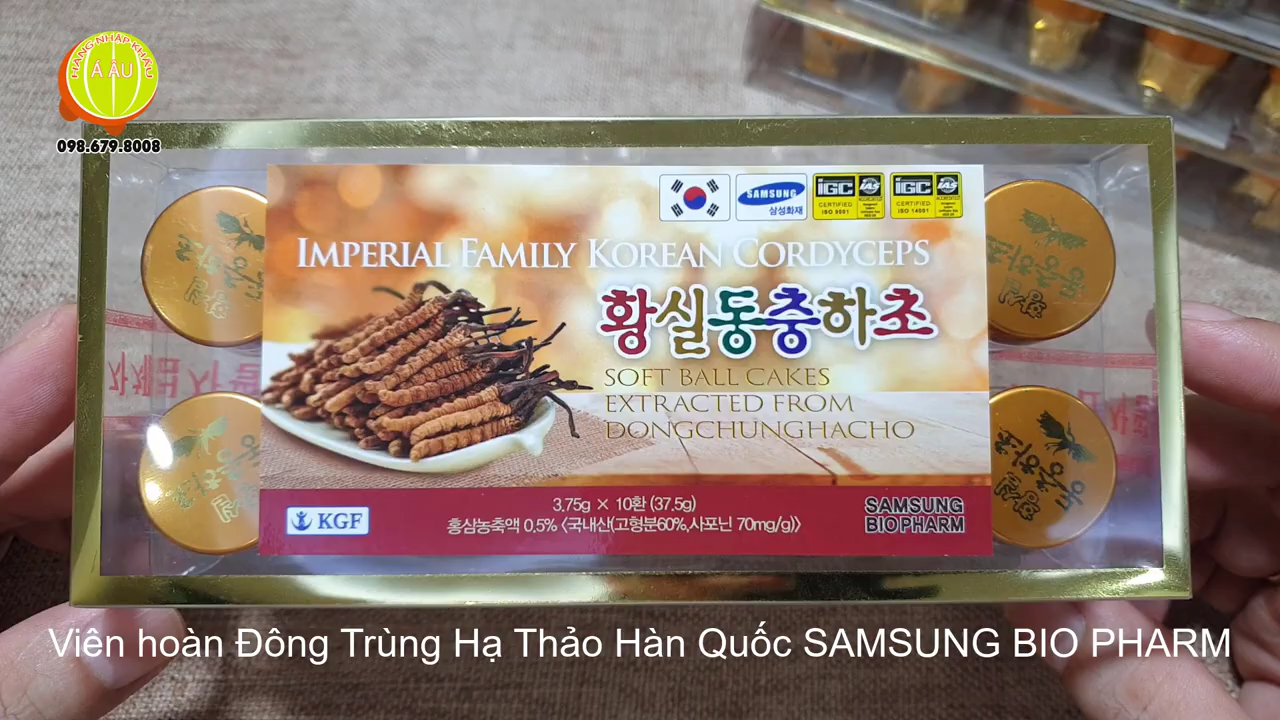 HÀNG NHẬP KHẨU
Á ÂU
098.679.8008
SAMSUNG
삼성화재
IGC
IAS
CERTIFIED
ISO 9001
IGC
IAS
CERTIFIED
ISO 14001
IMPERIAL FAMILY KOREAN CORDYCEPS
황실동충하초
SOFT BALL CAKES
EXTRACTED FROM
DONGCHUNGHACHO
3.75g × 10환 (37.5g)
홍삼농축액 0.5% <국내산(고형분60%,사포닌 70mg/g)>
KGF
SAMSUNG
BIOPHARM
Viên hoàn Đông Trùng Hạ Thảo Hàn Quốc SAMSUNG BIO PHARM